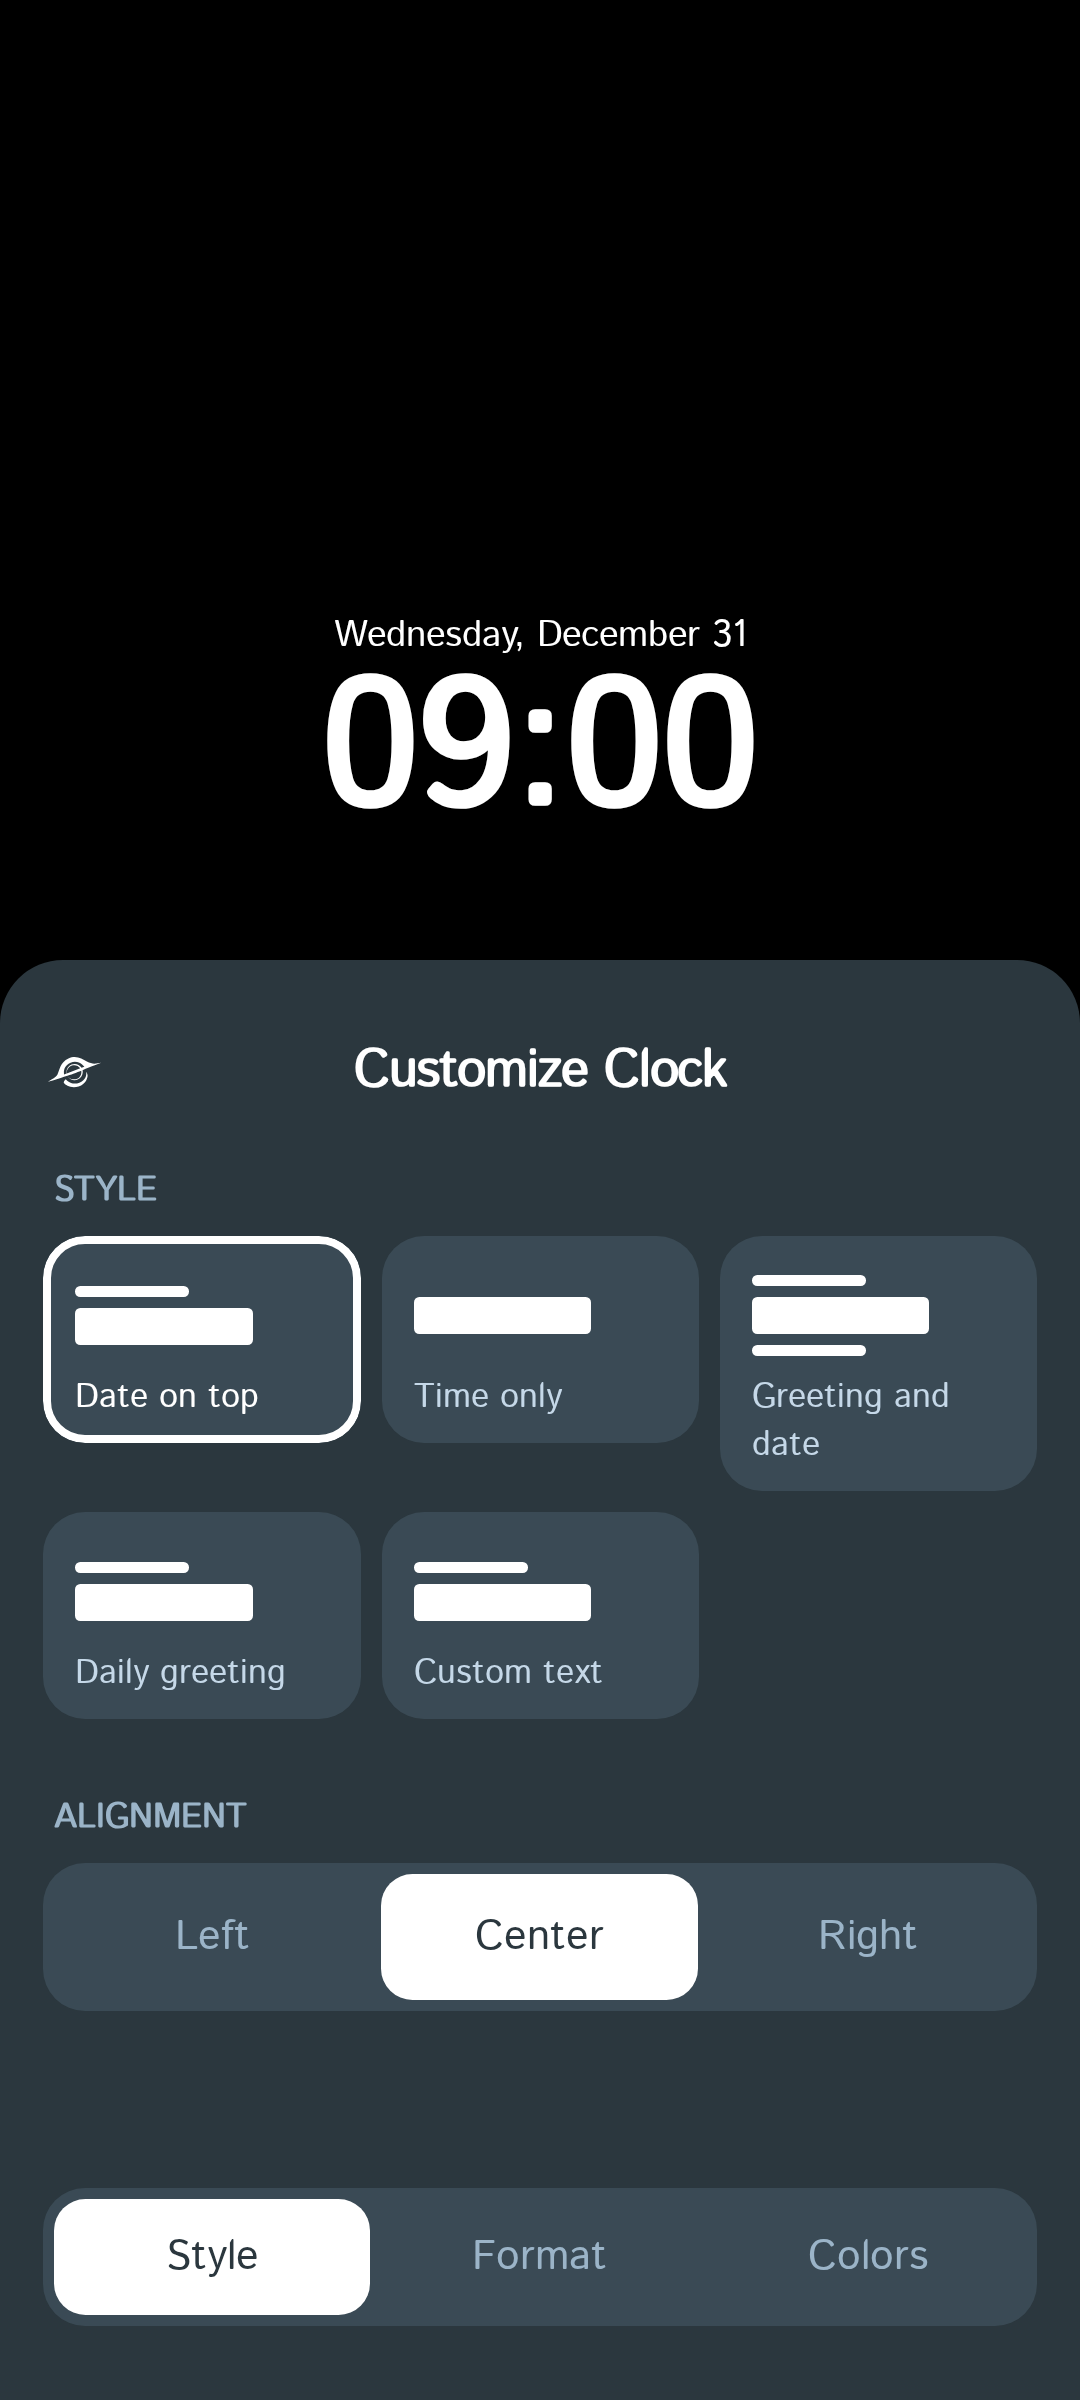 Wednesday, December 31
09:00
Customize Clock
STYLE
Date on top
Time only
Greeting and
date
Daily greeting
Custom text
ALIGNMENT
Left
Center
Right
Style
Format
Colors